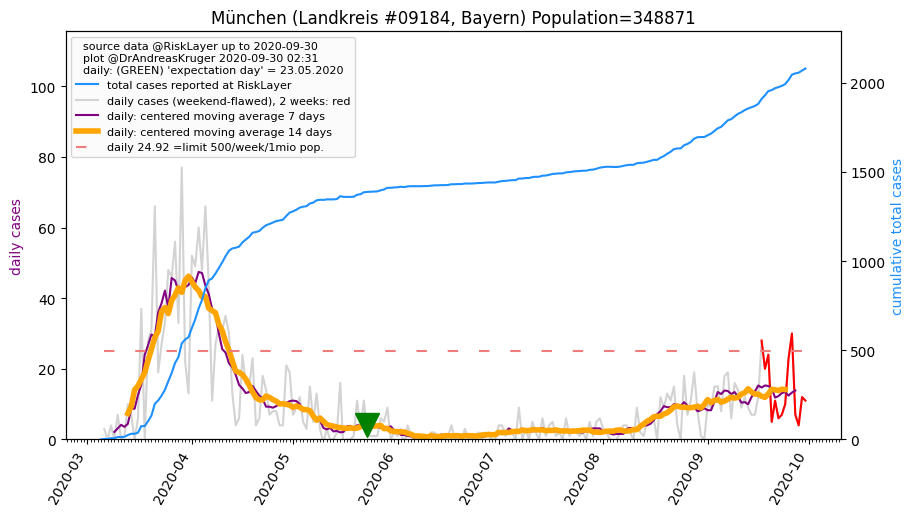 München (Landkreis #09184, Bayern) Population=348871
source data @RiskLayer up to 2020-09-30
plot @DrAndreasKruger 2020-09-30 02:31
daily: (GREEN) 'expectation day' = 23.05.2020
total cases reported at RiskLayer
daily cases (weekend-flawed), 2 weeks: red
daily: centered moving average 7 days
daily: centered moving average 14 days
daily 24.92 =limit 500/week/1mio pop.
daily cases
100
80
60
40
20
0
cumulative total cases
2000
1500
1000
500
0
2020-03
2020-04
2020-05
2020-06
2020-07
2020-08
2020-09
2020-10